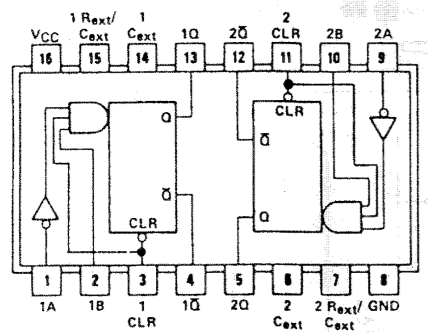 1 Rext/ 1 2
VCC Cext Cext 1Q 2Q̅ CLR 2B 2A
16 15 14 13 12 11 10 9
CLR
Q Q̅
Q̅ Q
CLR
1 2 3 4 5 6 7 8
1A 1B 1 1Q̅ 2Q 2 2 Rext/ GND
CLR Cext Cext